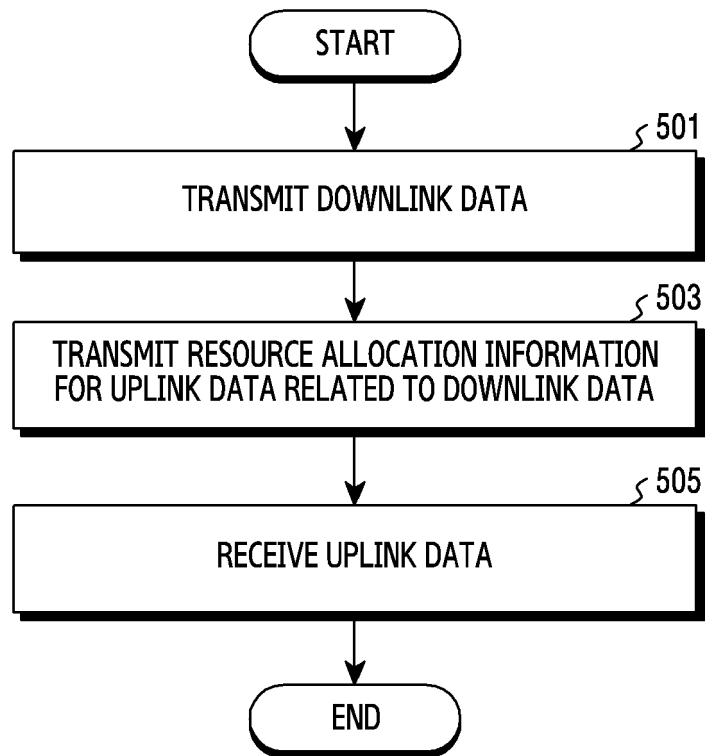 START
501
TRANSMIT DOWNLINK DATA
503
TRANSMIT RESOURCE ALLOCATION INFORMATION
FOR UPLINK DATA RELATED TO DOWNLINK DATA
505
RECEIVE UPLINK DATA
END